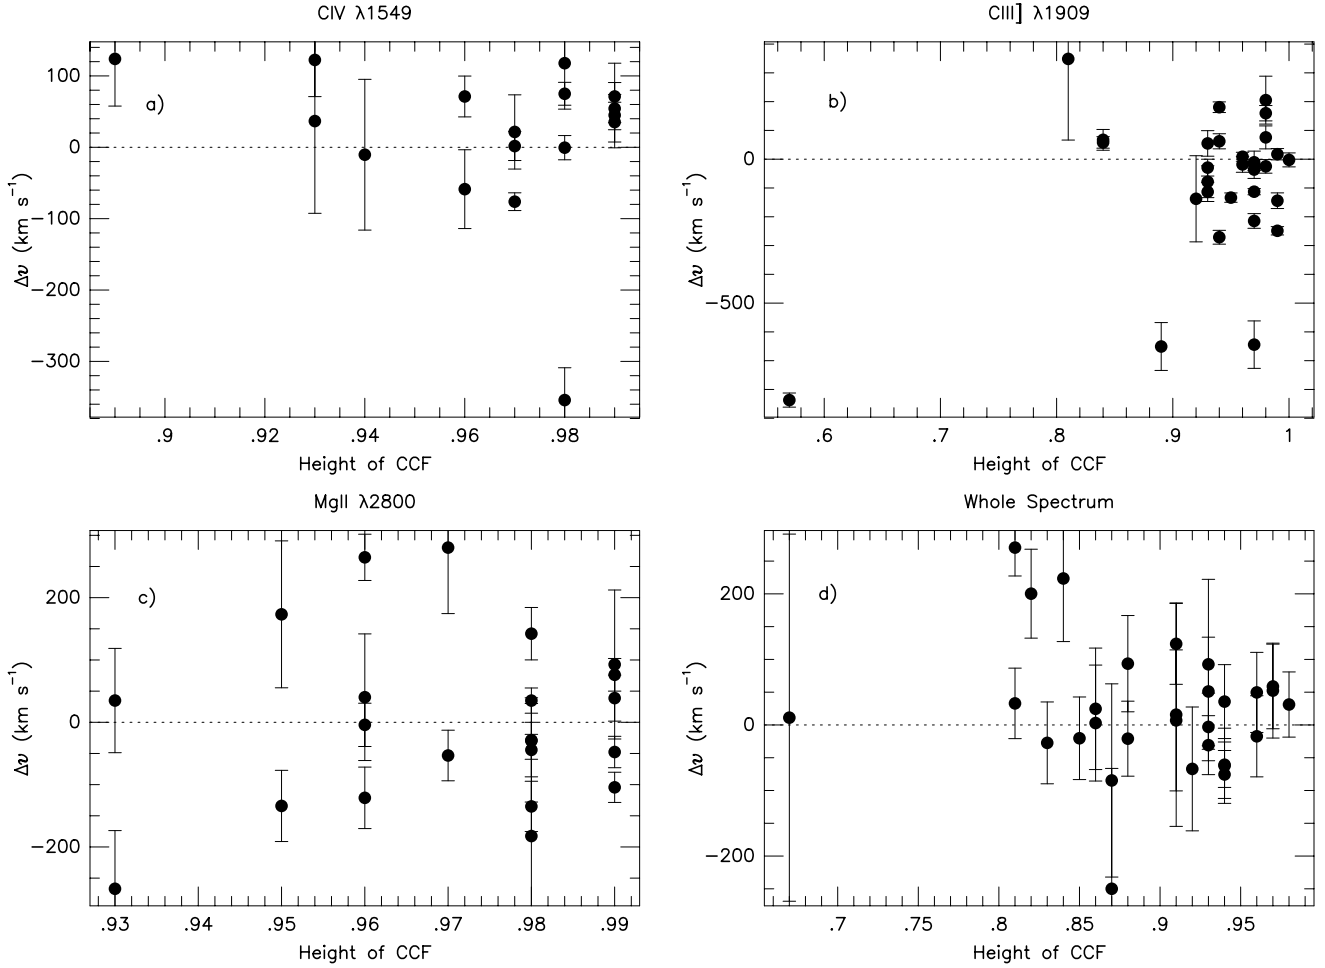 CIV λ1549
a)
100
0
−100
−200
−300
Δv (km s⁻¹)
.9 .92 .94 .96 .98
Height of CCF
CIII] λ1909
b)
0
−500
Δv (km s⁻¹)
.6 .7 .8 .9 1
Height of CCF
MgII λ2800
c)
200
0
−200
Δv (km s⁻¹)
.93 .94 .95 .96 .97 .98 .99
Height of CCF
Whole Spectrum
d)
200
0
−200
Δv (km s⁻¹)
.7 .8 .85 .9 .95
Height of CCF